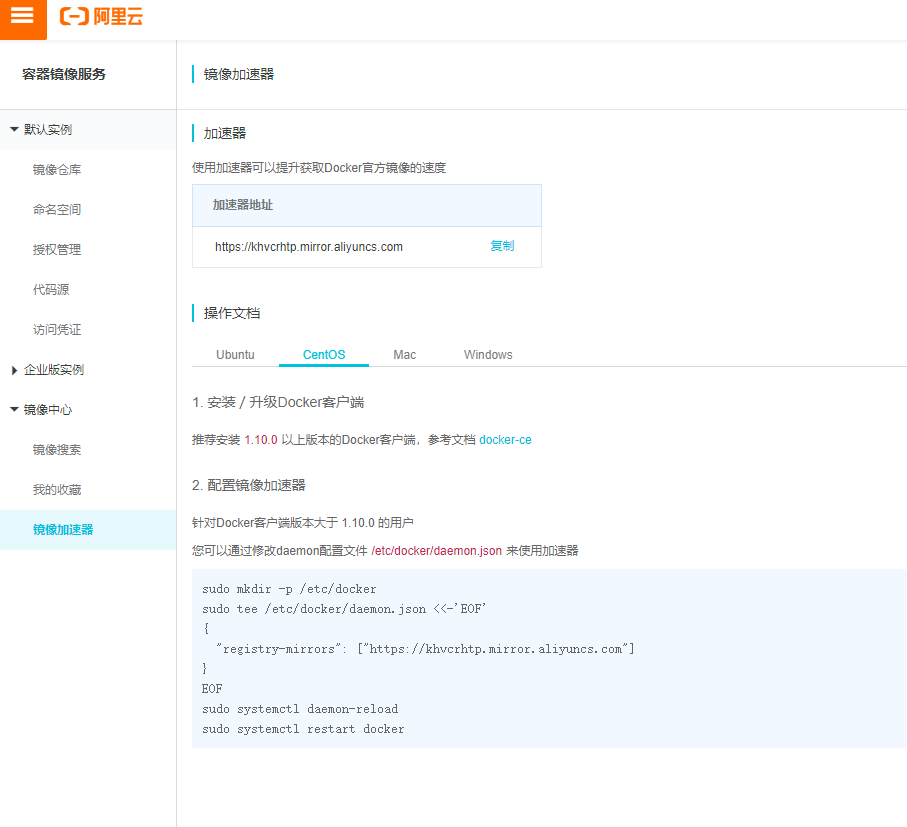 阿里云
容器镜像服务
镜像加速器
默认实例
镜像仓库
命名空间
授权管理
代码源
访问凭证
企业版实例
镜像中心
镜像搜索
我的收藏
镜像加速器
加速器
使用加速器可以提升获取Docker官方镜像的速度
加速器地址
https://khvcrhtp.mirror.aliyuncs.com 复制
操作文档
Ubuntu CentOS Mac Windows
1. 安装 / 升级Docker客户端
推荐安装 1.10.0 以上版本的Docker客户端，参考文档 docker-ce
2. 配置镜像加速器
针对Docker客户端版本大于 1.10.0 的用户
您可以通过修改daemon配置文件 /etc/docker/daemon.json 来使用加速器
sudo mkdir -p /etc/docker
sudo tee /etc/docker/daemon.json <<-'EOF'
{
  "registry-mirrors": ["https://khvcrhtp.mirror.aliyuncs.com"]
}
EOF
sudo systemctl daemon-reload
sudo systemctl restart docker